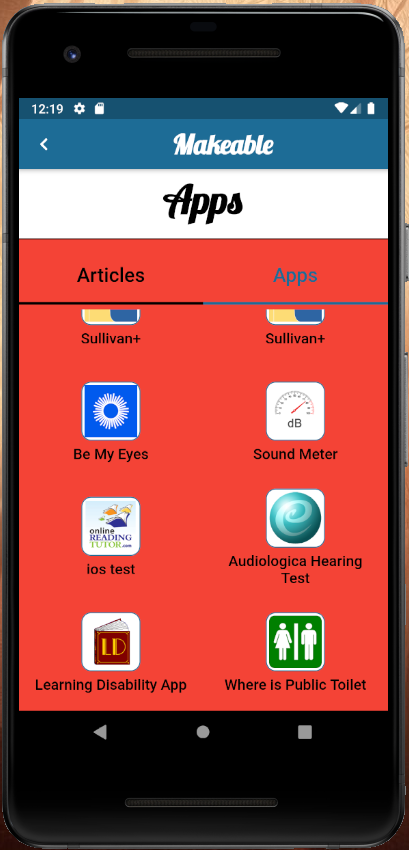 12:19
Makeable
Apps
Articles
Apps
Sullivan+
Sullivan+
Be My Eyes
dB
Sound Meter
online
READING
TUTOR.com
ios test
e
Audiologica Hearing
Test
LD
Learning Disability App
Where is Public Toilet